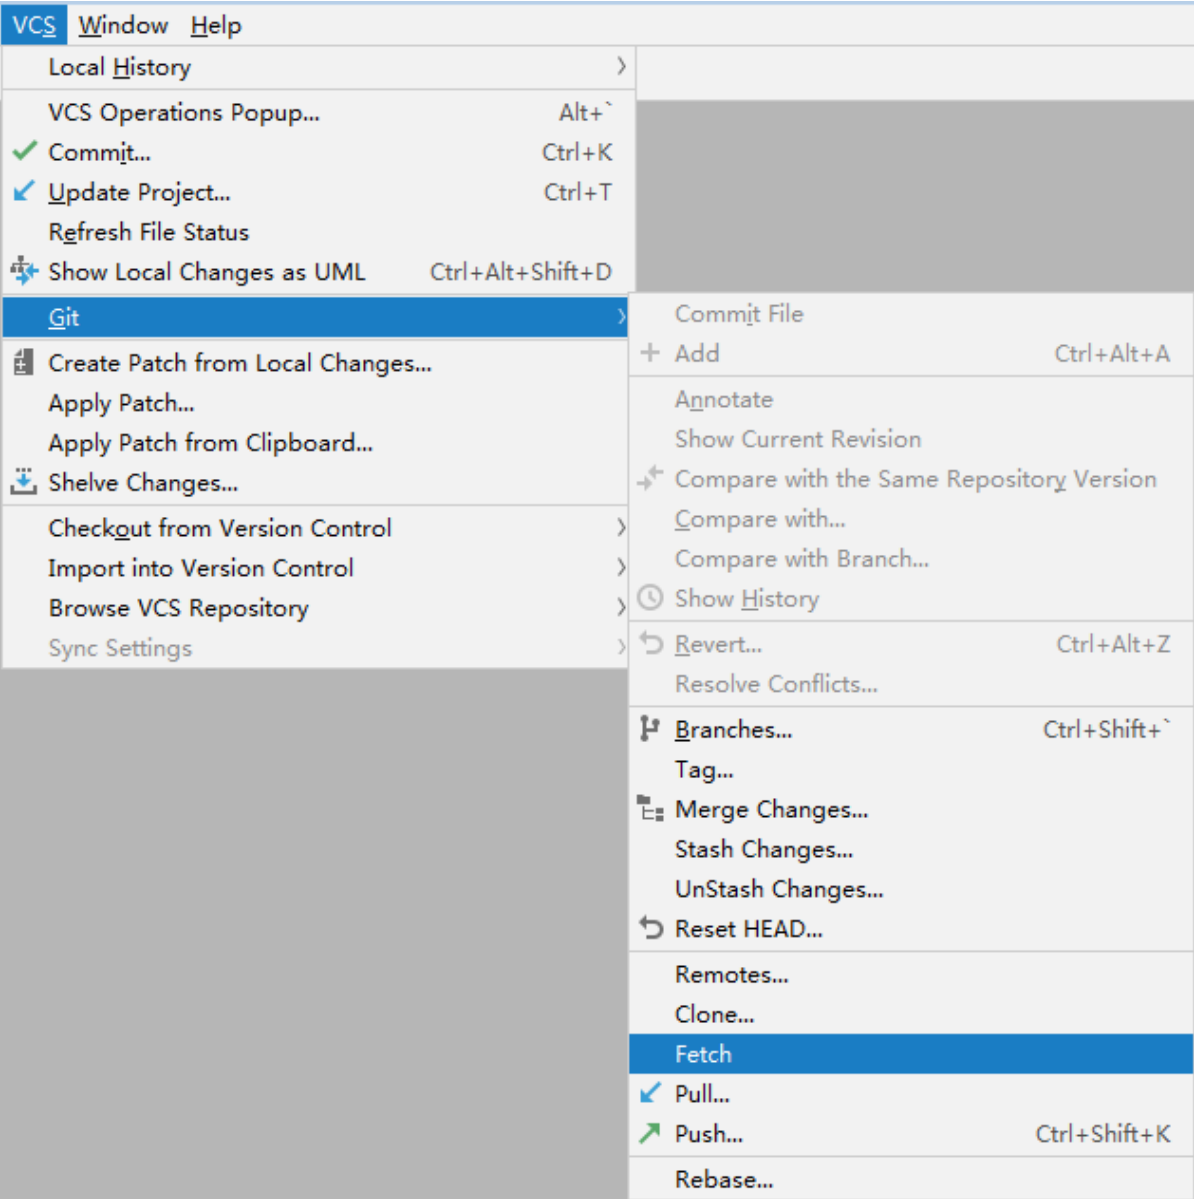 VCS Window Help
Local History
VCS Operations Popup... Alt+`
Commit... Ctrl+K
Update Project... Ctrl+T
Refresh File Status
Show Local Changes as UML Ctrl+Alt+Shift+D
Git
Create Patch from Local Changes...
Apply Patch...
Apply Patch from Clipboard...
Shelve Changes...
Checkout from Version Control
Import into Version Control
Browse VCS Repository
Sync Settings
Commit File
Add Ctrl+Alt+A
Annotate
Show Current Revision
Compare with the Same Repository Version
Compare with...
Compare with Branch...
Show History
Revert... Ctrl+Alt+Z
Resolve Conflicts...
Branches... Ctrl+Shift+`
Tag...
Merge Changes...
Stash Changes...
UnStash Changes...
Reset HEAD...
Remotes...
Clone...
Fetch
Pull...
Push... Ctrl+Shift+K
Rebase...